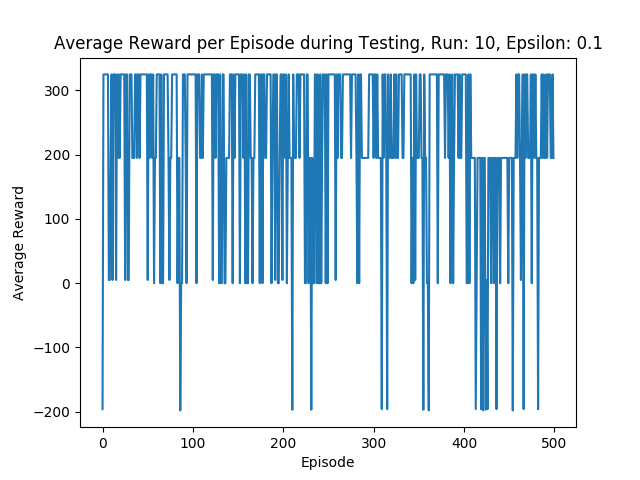 Average Reward per Episode during Testing, Run: 10, Epsilon: 0.1
300
200
100
0
−100
−200
Average Reward
0 100 200 300 400 500
Episode